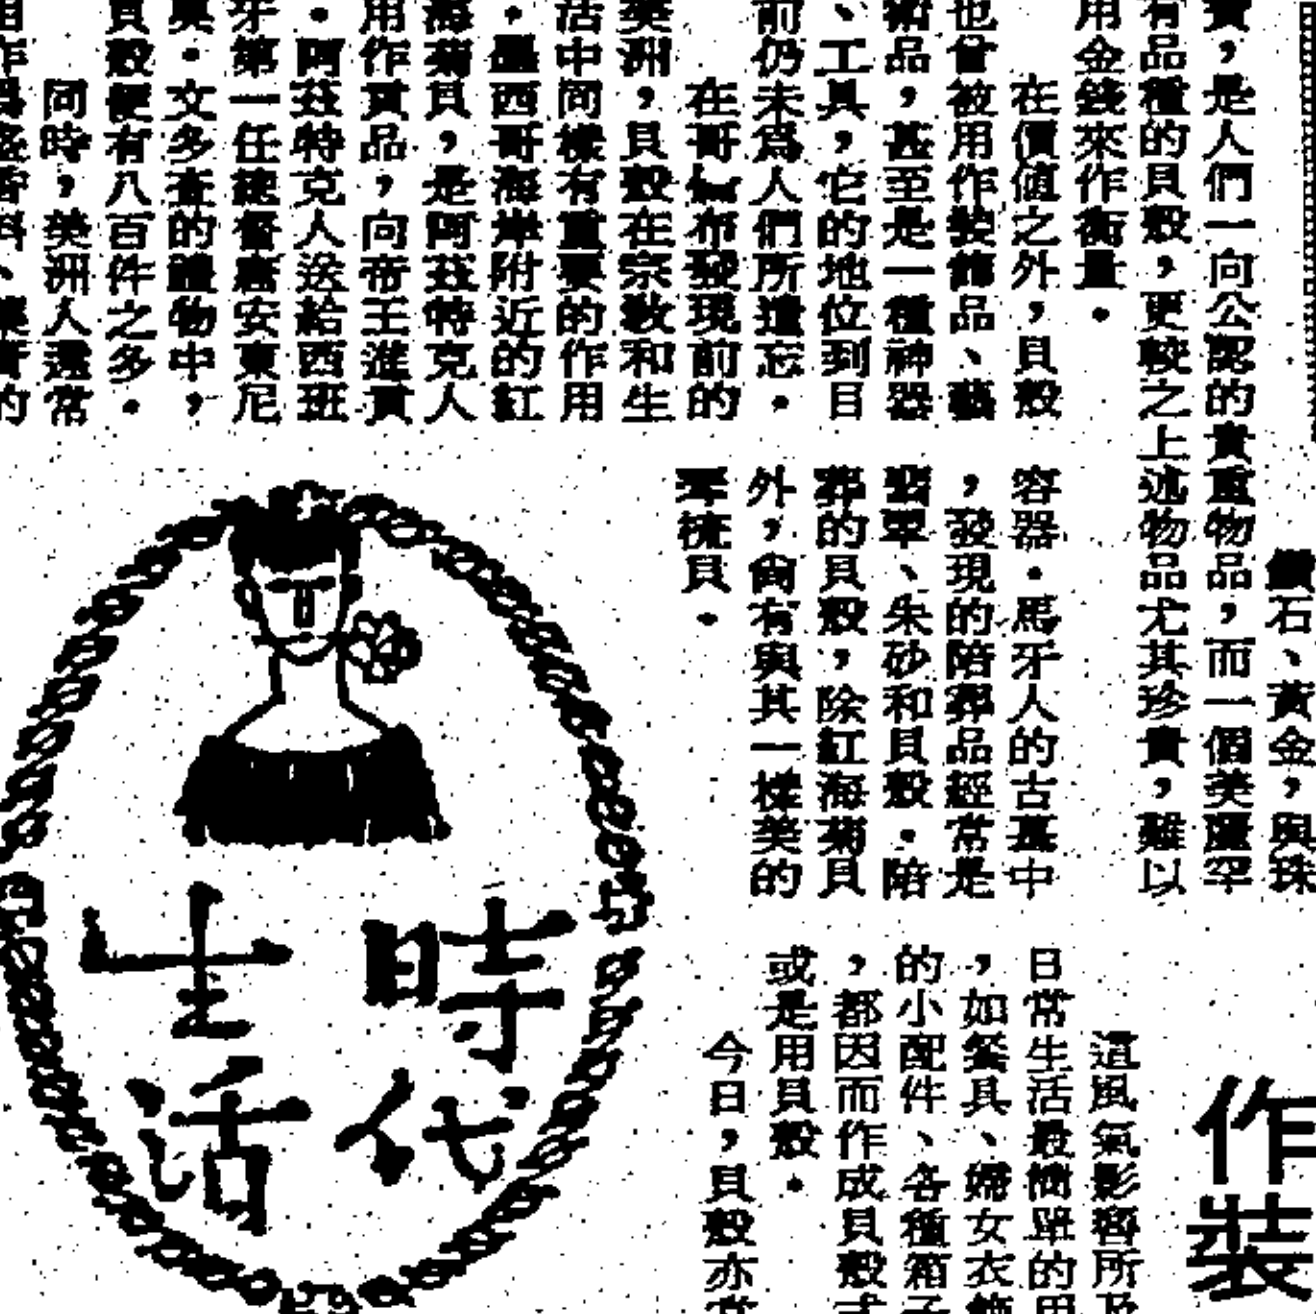 鑽石、黃金,與珠
寶,是人們一向公認的貴重物品,而一個美麗罕
有品種的貝殼,更較之上述物品尤其珍貴,難以
用金錢來作衡量。
在價值之外,貝殼
也曾被用作裝飾品、藝
術品,甚至是一種神器
、工具,它的地位到目
前仍未為人們所遺忘。
在哥倫布發現前的
美洲,貝殼在宗教和生
活中同樣有重要的作用
。墨西哥海岸附近的紅
海菊貝,是阿茲特克人
用作貢品,向帝王進貢
。阿茲特克人送給西班
牙第一任總督唐安東尼
奧。文多查的禮物中,
貝殼便有八百件之多。
同時,美洲人還常
用作
容器。馬牙人的古墓中
,發現的陪葬品經常是
翡翠、朱砂和貝殼。陪
葬的貝殼,除紅海菊貝
外,尚有與其一樣美的
琴梳貝。
作裝
這風氣影響所及
日常生活最簡單的用
,如餐具、婦女衣飾
的小配件、各種箱子
,都因而作成貝殼式
或是用貝殼。
今日,貝殼亦常
時代
生活